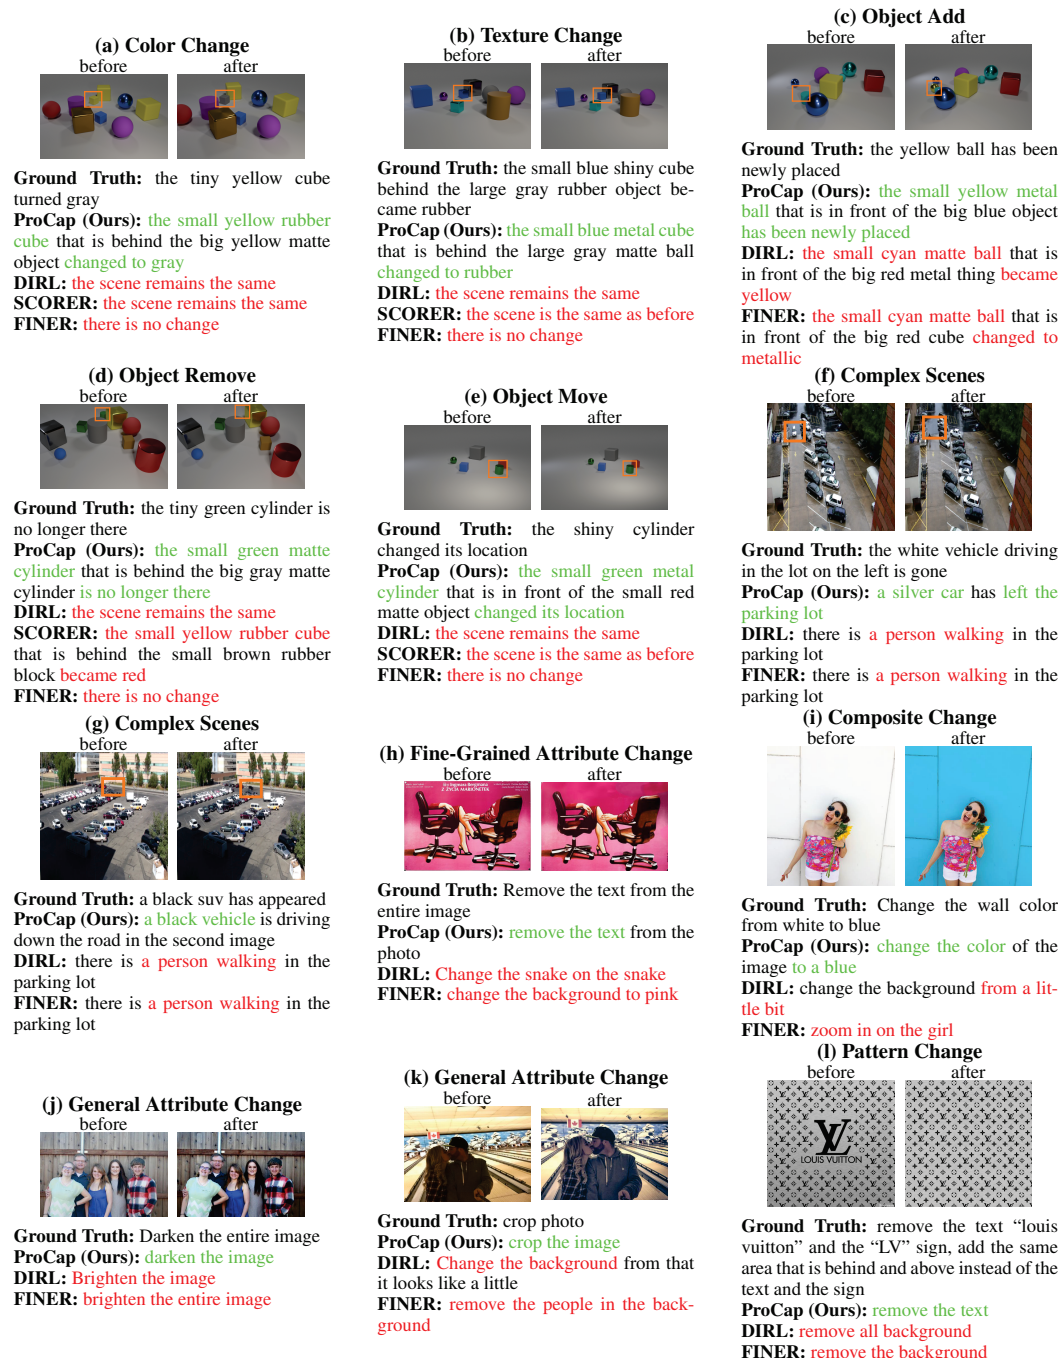 (a) Color Change
before after
Ground Truth: the tiny yellow cube
turned gray
ProCap (Ours): the small yellow rubber
cube that is behind the big yellow matte
object changed to gray
DIRL: the scene remains the same
SCORER: the scene remains the same
FINER: there is no change
(b) Texture Change
before after
Ground Truth: the small blue shiny cube
behind the large gray rubber object be-
came rubber
ProCap (Ours): the small blue metal cube
that is behind the large gray matte ball
changed to rubber
DIRL: the scene remains the same
SCORER: the scene is the same as before
FINER: there is no change
(c) Object Add
before after
Ground Truth: the yellow ball has been
newly placed
ProCap (Ours): the small yellow metal
ball that is in front of the big blue object
has been newly placed
DIRL: the small cyan matte ball that is
in front of the big red metal thing became
yellow
FINER: the small cyan matte ball that is
in front of the big red cube changed to
metallic
(d) Object Remove
before after
Ground Truth: the tiny green cylinder is
no longer there
ProCap (Ours): the small green matte
cylinder that is behind the big gray matte
cylinder is no longer there
DIRL: the scene remains the same
SCORER: the small yellow rubber cube
that is behind the small brown rubber
block became red
FINER: there is no change
(e) Object Move
before after
Ground Truth: the shiny cylinder
changed its location
ProCap (Ours): the small green metal
cylinder that is in front of the small red
matte object changed its location
DIRL: the scene remains the same
SCORER: the scene is the same as before
FINER: there is no change
(f) Complex Scenes
before after
Ground Truth: the white vehicle driving
in the lot on the left is gone
ProCap (Ours): a silver car has left the
parking lot
DIRL: there is a person walking in the
parking lot
FINER: there is a person walking in the
parking lot
(g) Complex Scenes
before after
Ground Truth: a black suv has appeared
ProCap (Ours): a black vehicle is driving
down the road in the second image
DIRL: there is a person walking in the
parking lot
FINER: there is a person walking in the
parking lot
(h) Fine-Grained Attribute Change
before after
Z ŻYCIA MARIONETEK
Ground Truth: Remove the text from the
entire image
ProCap (Ours): remove the text from the
photo
DIRL: Change the snake on the snake
FINER: change the background to pink
(i) Composite Change
before after
Ground Truth: Change the wall color
from white to blue
ProCap (Ours): change the color of the
image to a blue
DIRL: change the background from a lit-
tle bit
FINER: zoom in on the girl
(j) General Attribute Change
before after
Ground Truth: Darken the entire image
ProCap (Ours): darken the image
DIRL: Brighten the image
FINER: brighten the entire image
(k) General Attribute Change
before after
Ground Truth: crop photo
ProCap (Ours): crop the image
DIRL: Change the background from that
it looks like a little
FINER: remove the people in the back-
ground
(l) Pattern Change
before after
LV
LOUIS VUITTON
Ground Truth: remove the text “louis
vuitton” and the “LV” sign, add the same
area that is behind and above instead of the
text and the sign
ProCap (Ours): remove the text
DIRL: remove all background
FINER: remove the background